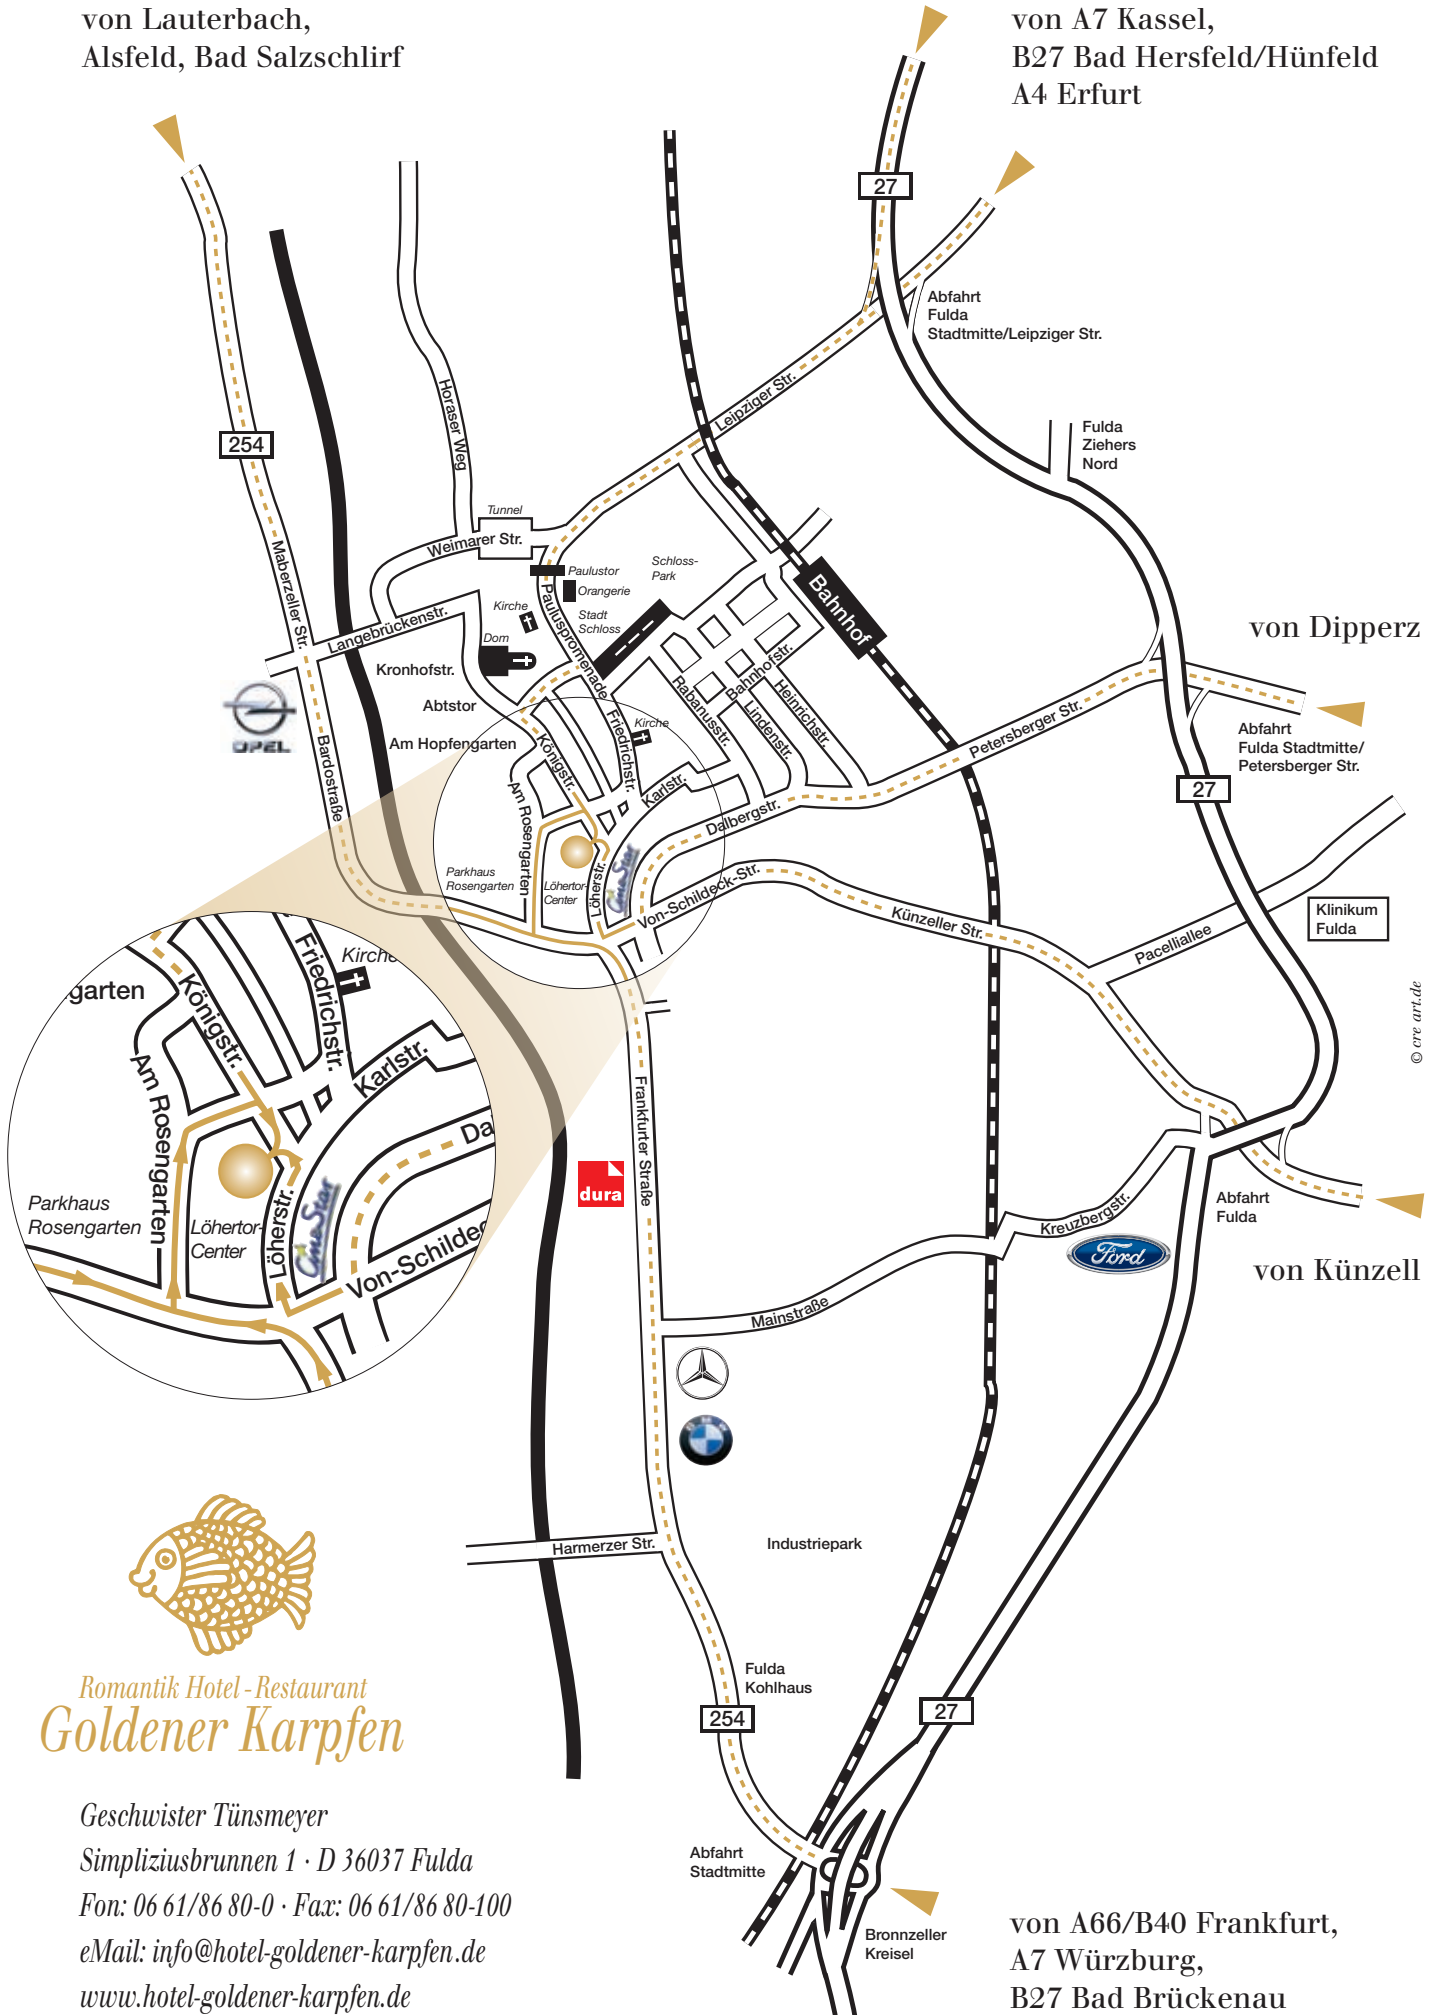 von Lauterbach,
Alsfeld, Bad Salzschlirf
von A7 Kassel,
B27 Bad Hersfeld/Hünfeld
A4 Erfurt
27
Abfahrt
Fulda
Stadtmitte/Leipziger Str.
Leipziger Str.
Horaser Weg
254
Fulda
Ziehers
Nord
Tunnel
Weimarer Str.
Maberzeller Str.
Paulustor
Orangerie
Schloss-
Park
Bahnhof
Kirche
Stadt
Schloss
Pauluspromenade
Langebrückenstr.
Dom
von Dipperz
Kronhofstr.
Abtstor
Am Hopfengarten
Rabanusstr.
Bahnhofstr.
Lindenstr.
Heinrichstr.
Kirche
Friedrichstr.
Königstr.
Karlstr.
Petersberger Str.
Abfahrt
Fulda Stadtmitte/
Petersberger Str.
OPEL
Bardostraße
27
Am Rosengarten
Dalbergstr.
Parkhaus
Rosengarten
Löhertor-
Center
Löherstr.
CineStar
Von-Schildeck-Str.
Künzeller Str.
Pacelliallee
Klinikum
Fulda
© cre art.de
garten
Königstr.
Friedrichstr.
Kirche
Am Rosengarten
Karlstr.
Da
Parkhaus
Rosengarten
Löhertor-
Center
Löherstr.
CineStar
Von-Schildec
Frankfurter Straße
dura
Kreuzbergstr.
Ford
Abfahrt
Fulda
von Künzell
Mainstraße
BMW
Harmerzer Str.
Industriepark
Fulda
Kohlhaus
254
27
Abfahrt
Stadtmitte
Bronnzeller
Kreisel
von A66/B40 Frankfurt,
A7 Würzburg,
B27 Bad Brückenau
Romantik Hotel - Restaurant
Goldener Karpfen
Geschwister Tünsmeyer
Simpliziusbrunnen 1 · D 36037 Fulda
Fon: 06 61/86 80-0 · Fax: 06 61/86 80-100
eMail: info@hotel-goldener-karpfen.de
www.hotel-goldener-karpfen.de